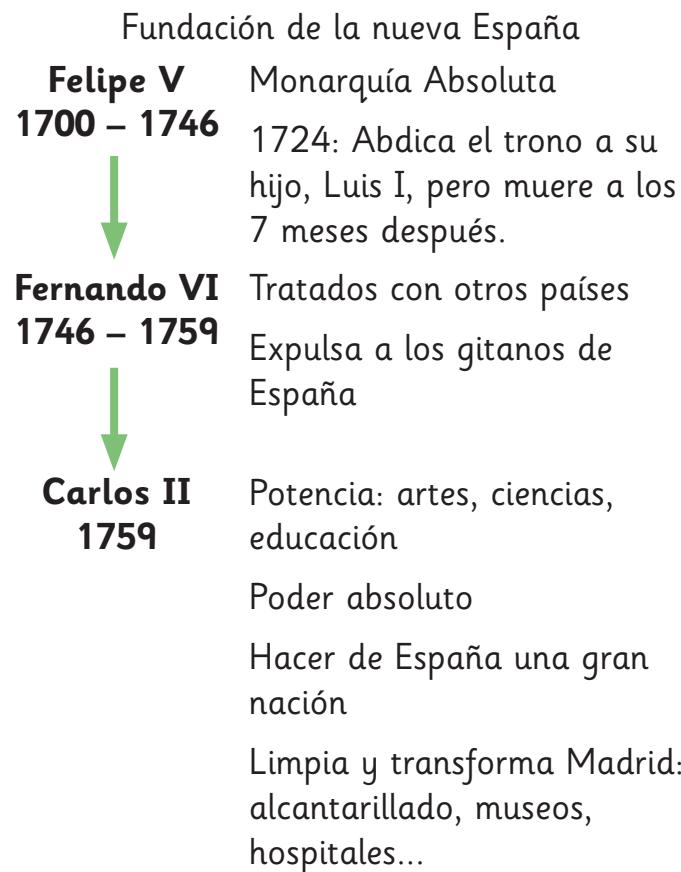 Fundación de la nueva España
Felipe V
1700 – 1746
Monarquía Absoluta
1724: Abdica el trono a su
hijo, Luis I, pero muere a los
7 meses después.
Fernando VI
1746 – 1759
Tratados con otros países
Expulsa a los gitanos de
España
Carlos II
1759
Potencia: artes, ciencias,
educación
Poder absoluto
Hacer de España una gran
nación
Limpia y transforma Madrid:
alcantarillado, museos,
hospitales...